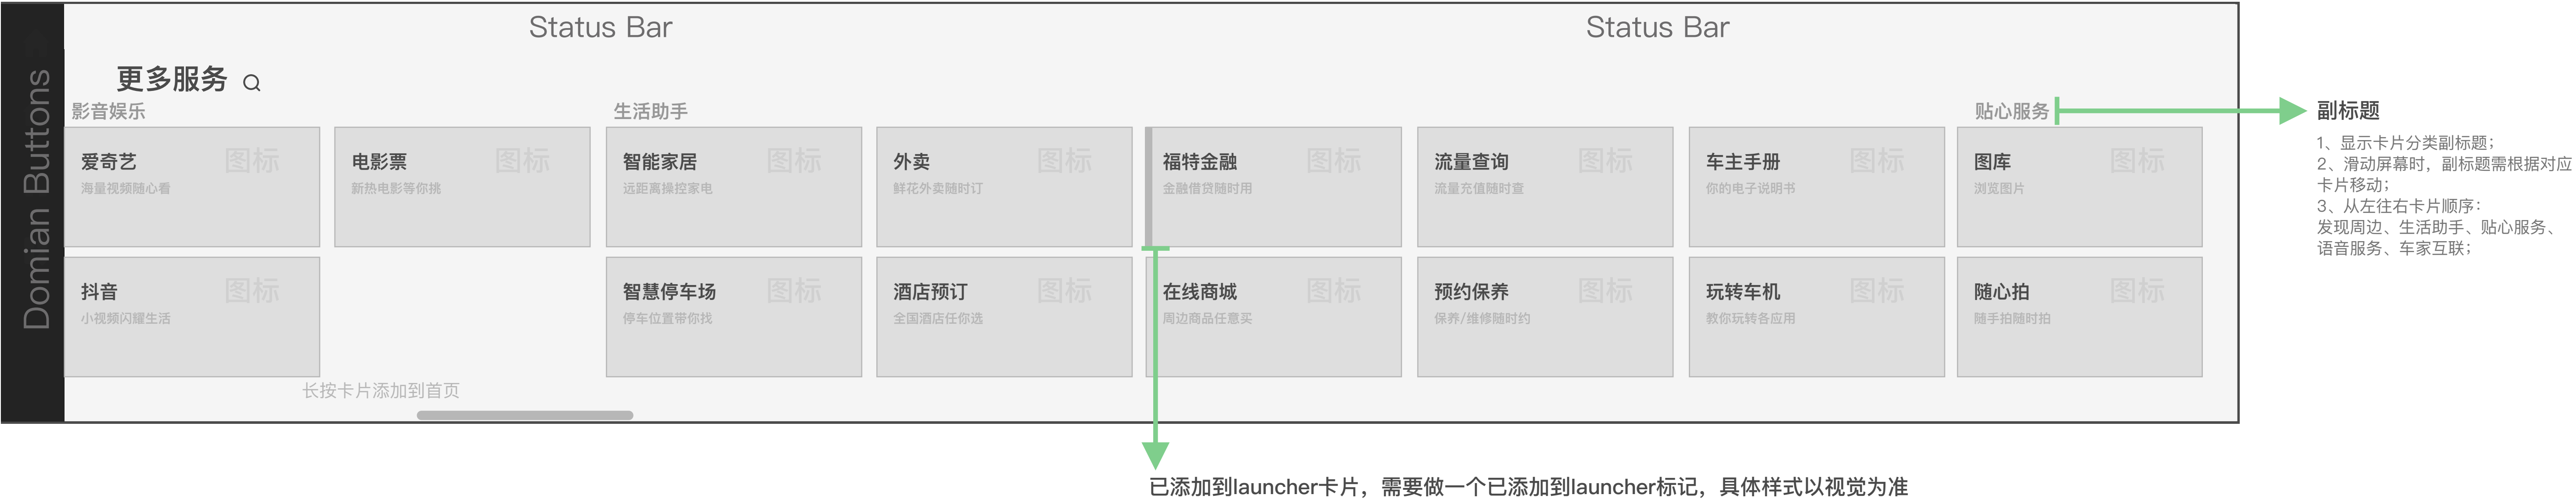 Status Bar
Status Bar
Domian Buttons
更多服务
影音娱乐
生活助手
贴心服务
爱奇艺
图标
海量视频随心看
电影票
图标
新热电影等你挑
智能家居
图标
远距离操控家电
外卖
图标
鲜花外卖随时订
福特金融
图标
金融借贷随时用
流量查询
图标
流量充值随时查
车主手册
图标
你的电子说明书
图库
图标
浏览图片
抖音
图标
小视频闪耀生活
智慧停车场
图标
停车位置带你找
酒店预订
图标
全国酒店任你选
在线商城
图标
周边商品任意买
预约保养
图标
保养/维修随时约
玩转车机
图标
教你玩转各应用
随心拍
图标
随手拍随时拍
长按卡片添加到首页
副标题
1、显示卡片分类副标题；
2、滑动屏幕时，副标题需根据对应
卡片移动；
3、从左往右卡片顺序：
发现周边、生活助手、贴心服务、
语音服务、车家互联；
已添加到launcher卡片，需要做一个已添加到launcher标记，具体样式以视觉为准